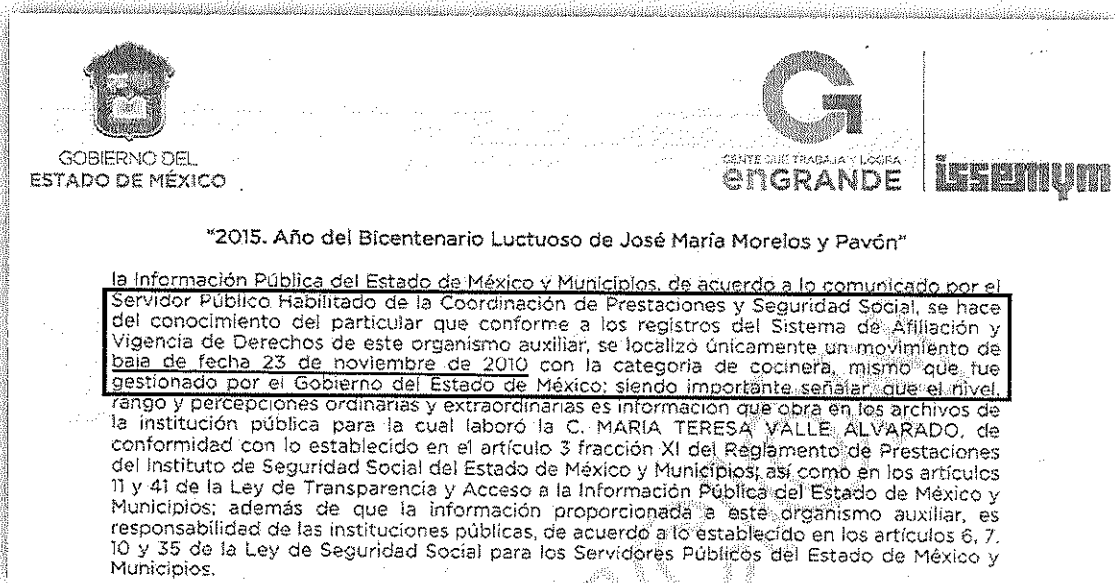 GOBIERNO DEL
ESTADO DE MÉXICO
GENTE QUE TRABAJA Y LOGRA
enGRANDE
issemym
"2015. Año del Bicentenario Luctuoso de José María Morelos y Pavón"
la Información Pública del Estado de México y Municipios, de acuerdo a lo comunicado por el
Servidor Público Habilitado de la Coordinación de Prestaciones y Seguridad Social, se hace
del conocimiento del particular que conforme a los registros del Sistema de Afiliación y
Vigencia de Derechos de este organismo auxiliar, se localizó únicamente un movimiento de
baja de fecha 23 de noviembre de 2010 con la categoria de cocinera, mismo que fue
gestionado por el Gobierno del Estado de México; siendo importante señalar, que el nivel,
rango y percepciones ordinarias y extraordinarias es información que obra en los archivos de
la institución pública para la cual laboró la C. MARIA TERESA VALLE ALVARADO, de
conformidad con lo establecido en el artículo 3 fracción XI del Reglamento de Prestaciones
del Instituto de Seguridad Social del Estado de México y Municipios; así como en los artículos
11 y 41 de la Ley de Transparencia y Acceso a la Información Pública del Estado de México y
Municipios; además de que la información proporcionada a este organismo auxiliar, es
responsabilidad de las instituciones públicas, de acuerdo a lo establecido en los artículos 6, 7,
10 y 35 de la Ley de Seguridad Social para los Servidores Públicos del Estado de México y
Municipios.